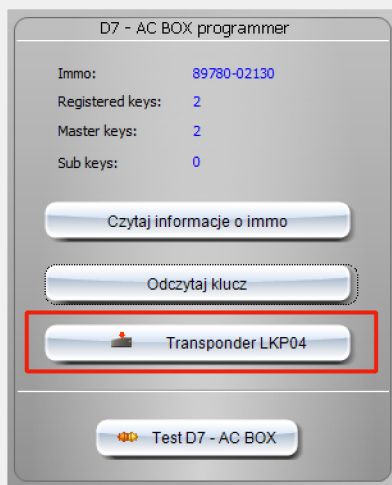 D7 - AC BOX programmer
Immo: 89780-02130
Registered keys: 2
Master keys: 2
Sub keys: 0
Czytaj informacje o immo
Odczytaj klucz
Transponder LKP04
Test D7 - AC BOX